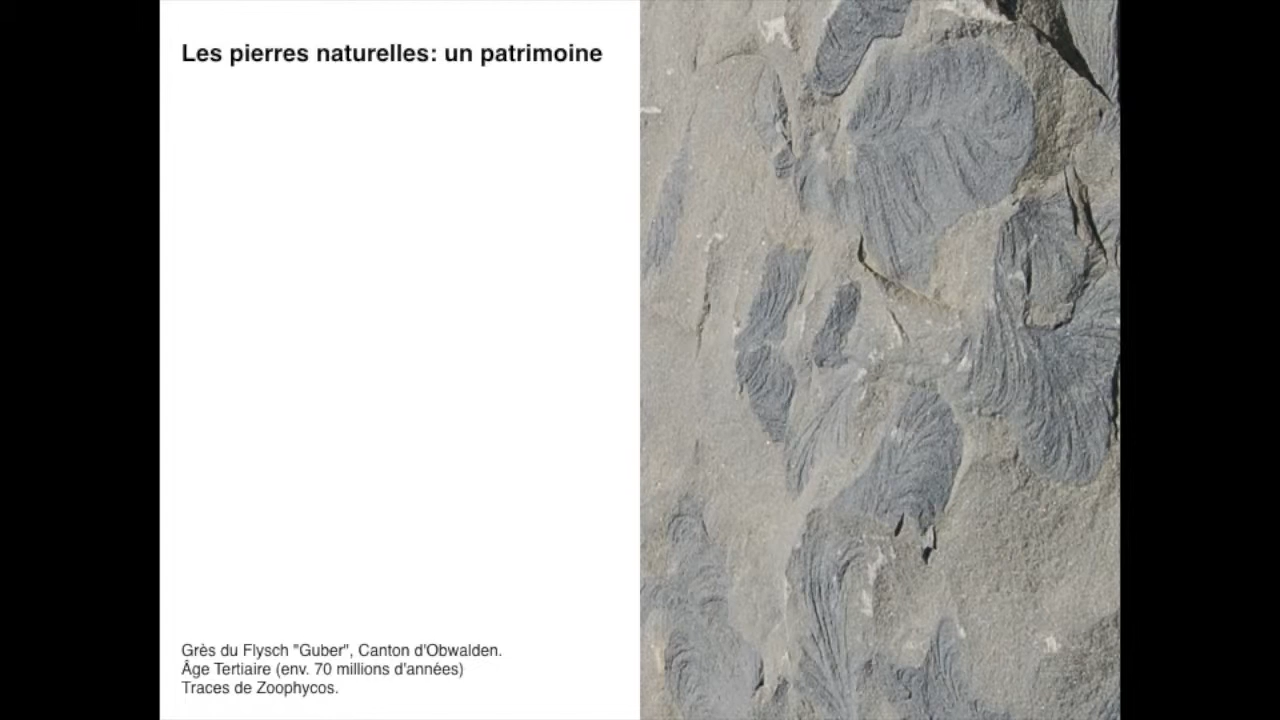 Les pierres naturelles: un patrimoine
Grès du Flysch "Guber", Canton d'Obwalden.
Âge Tertiaire (env. 70 millions d'années)
Traces de Zoophycos.